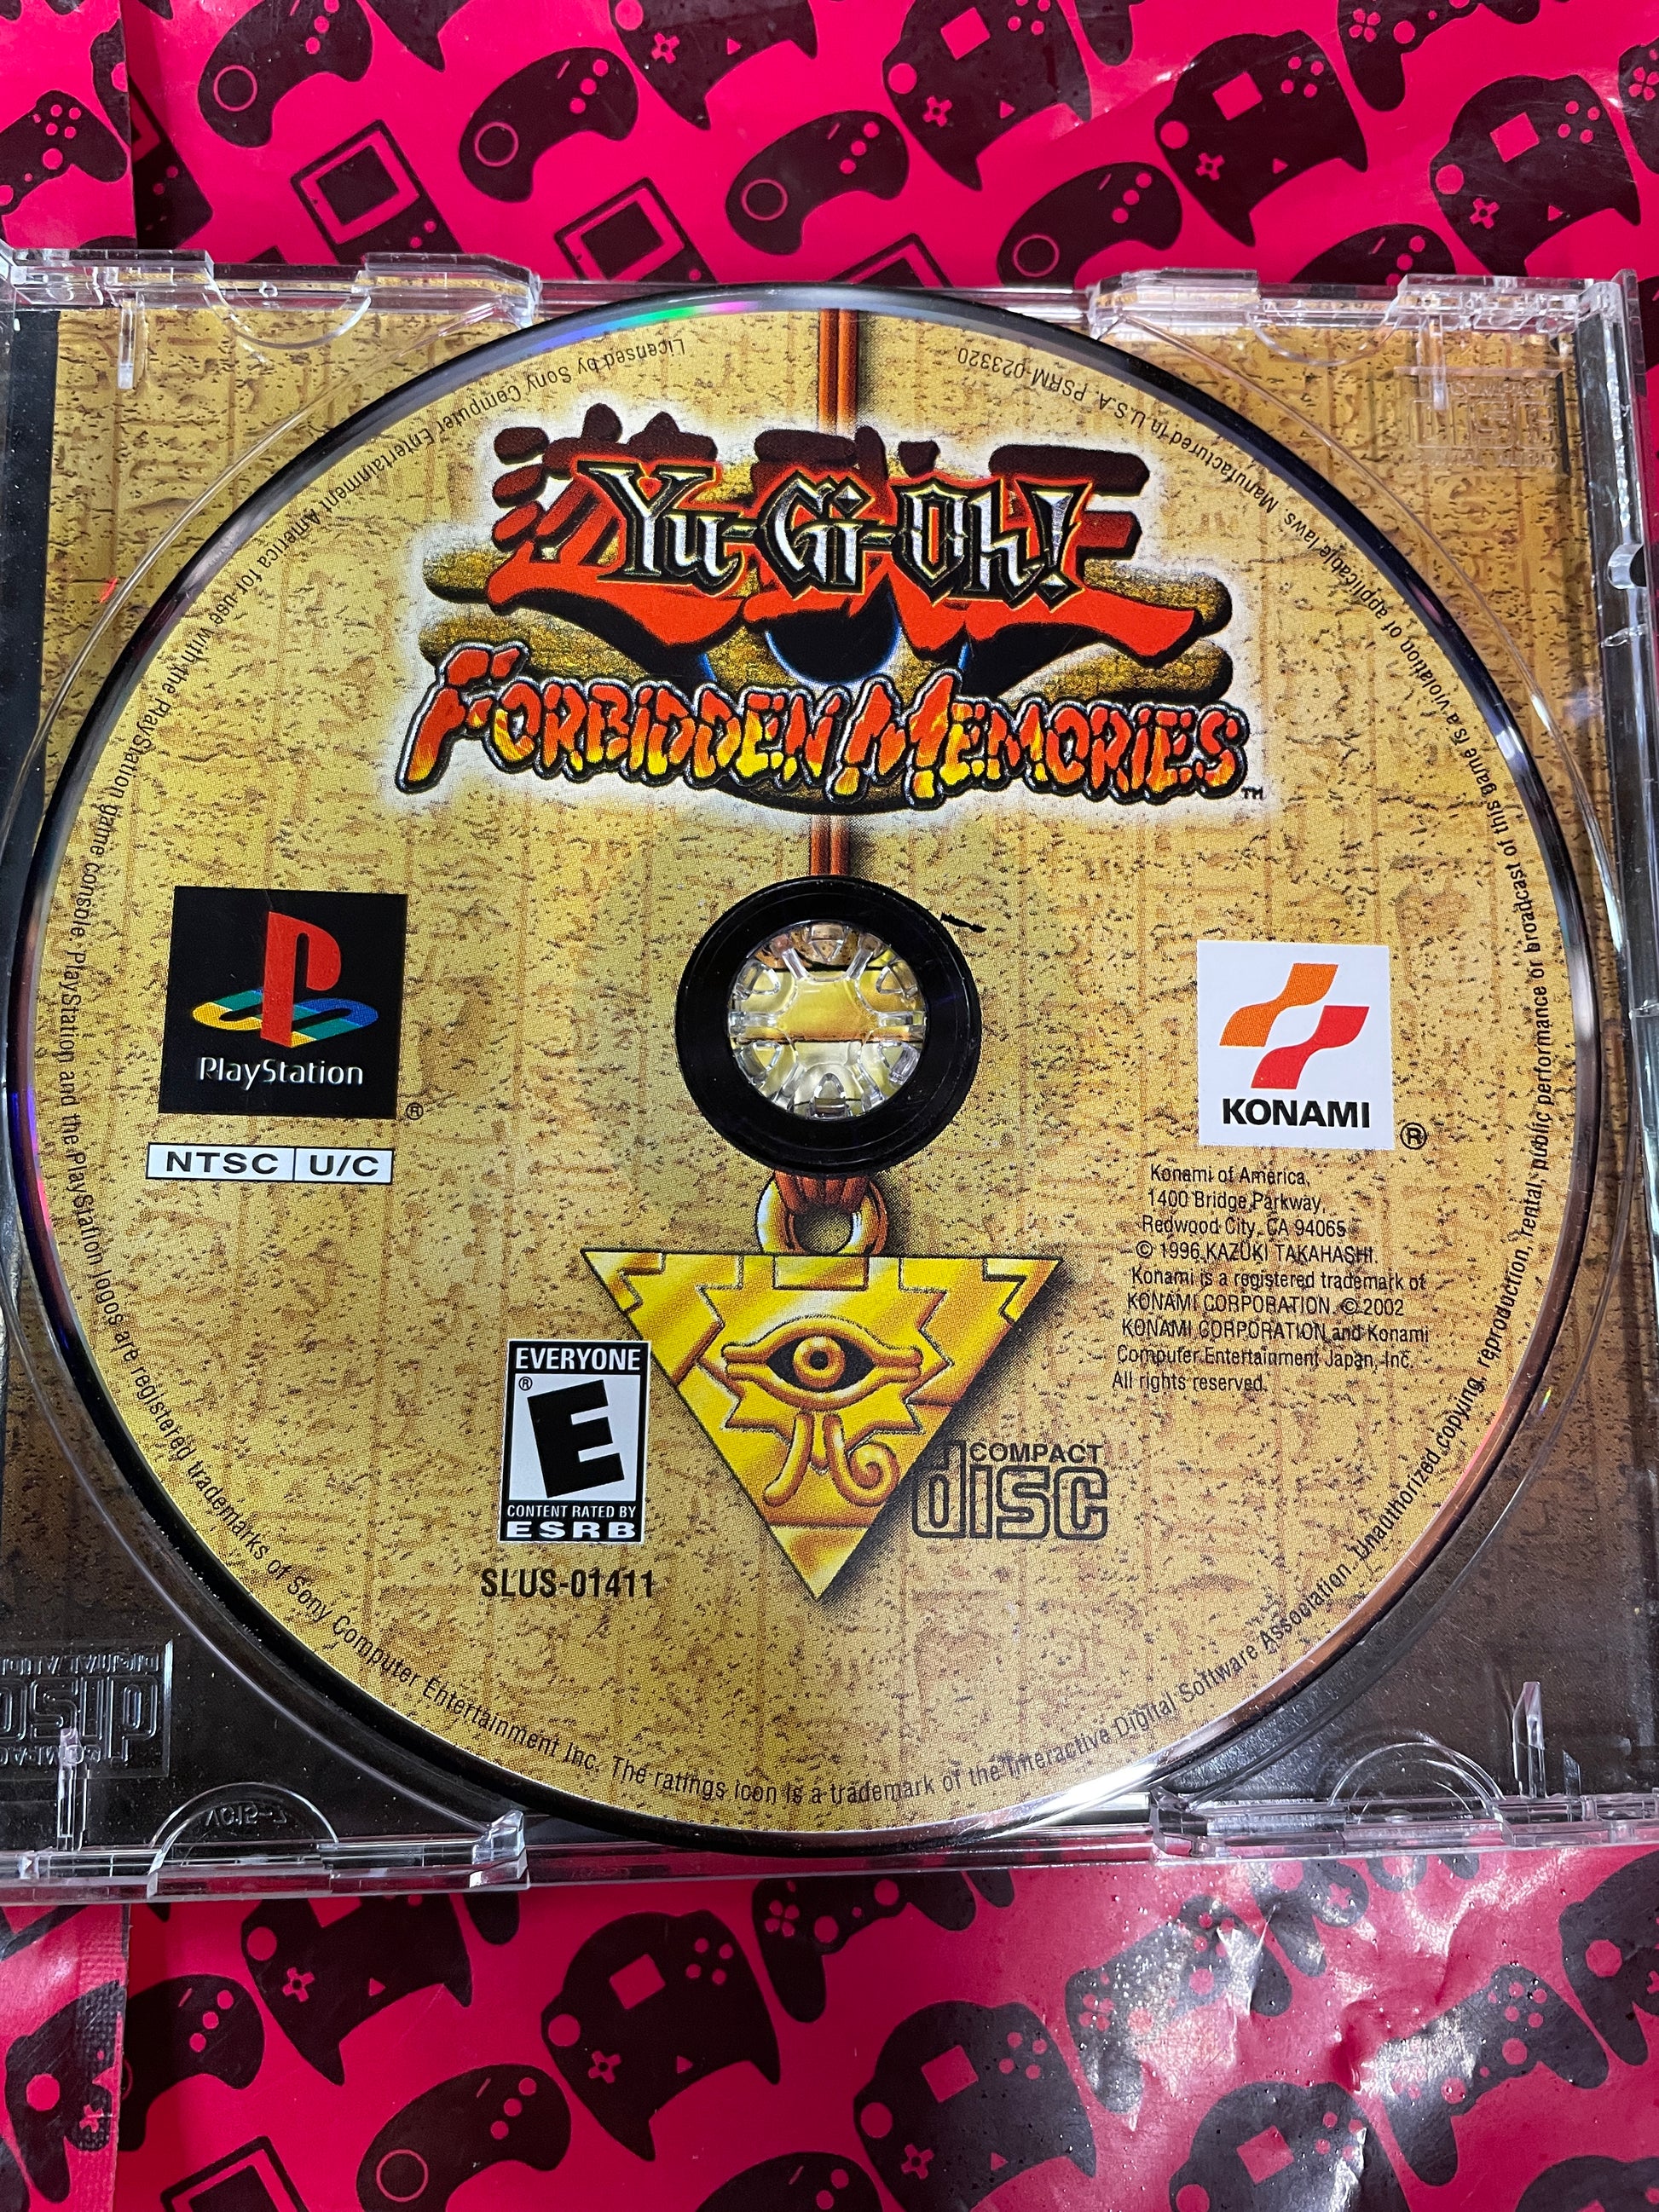 Licensed by Sony Computer Entertainment America for use with the PlayStation game console. PlayStation and the PlayStation logos are registered trademarks of Sony Computer Entertainment Inc. The ratings icon is a trademark of the Interactive Digital Software Association. Unauthorized copying, reproduction, rental, public performance or broadcast of this game is a violation of applicable laws. Manufactured in U.S.A. PSRM-023320
遊戯王
Yu-Gi-Oh!
FORBIDDEN MEMORIES™
PlayStation
®
NTSC U/C
KONAMI
®
Konami of America,
1400 Bridge Parkway,
Redwood City, CA 94065
© 1996 KAZUKI TAKAHASHI.
Konami is a registered trademark of
KONAMI CORPORATION. © 2002
KONAMI CORPORATION and Konami
Computer Entertainment Japan, Inc.
All rights reserved.
EVERYONE
®
E
CONTENT RATED BY
ESRB
SLUS-01411
COMPACT
disc